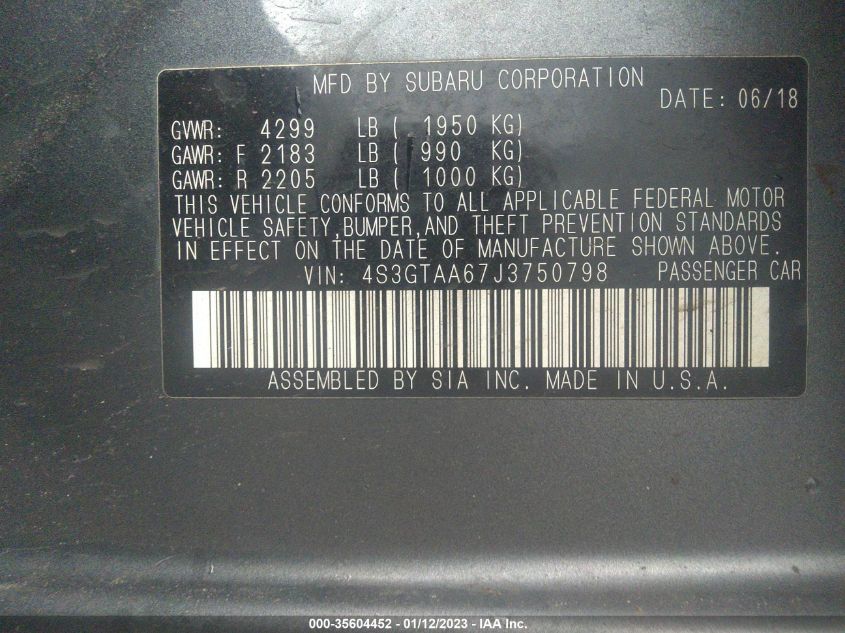 MFD BY SUBARU CORPORATION
DATE: 06/18
GVWR: 4299 LB ( 1950 KG)
GAWR: F 2183 LB ( 990 KG)
GAWR: R 2205 LB ( 1000 KG)
THIS VEHICLE CONFORMS TO ALL APPLICABLE FEDERAL MOTOR
VEHICLE SAFETY,BUMPER,AND THEFT PREVENTION STANDARDS
IN EFFECT ON THE DATE OF MANUFACTURE SHOWN ABOVE.
VIN: 4S3GTAA67J3750798 PASSENGER CAR
ASSEMBLED BY SIA INC. MADE IN U.S.A.
000-35604452 - 01/12/2023 - IAA Inc.